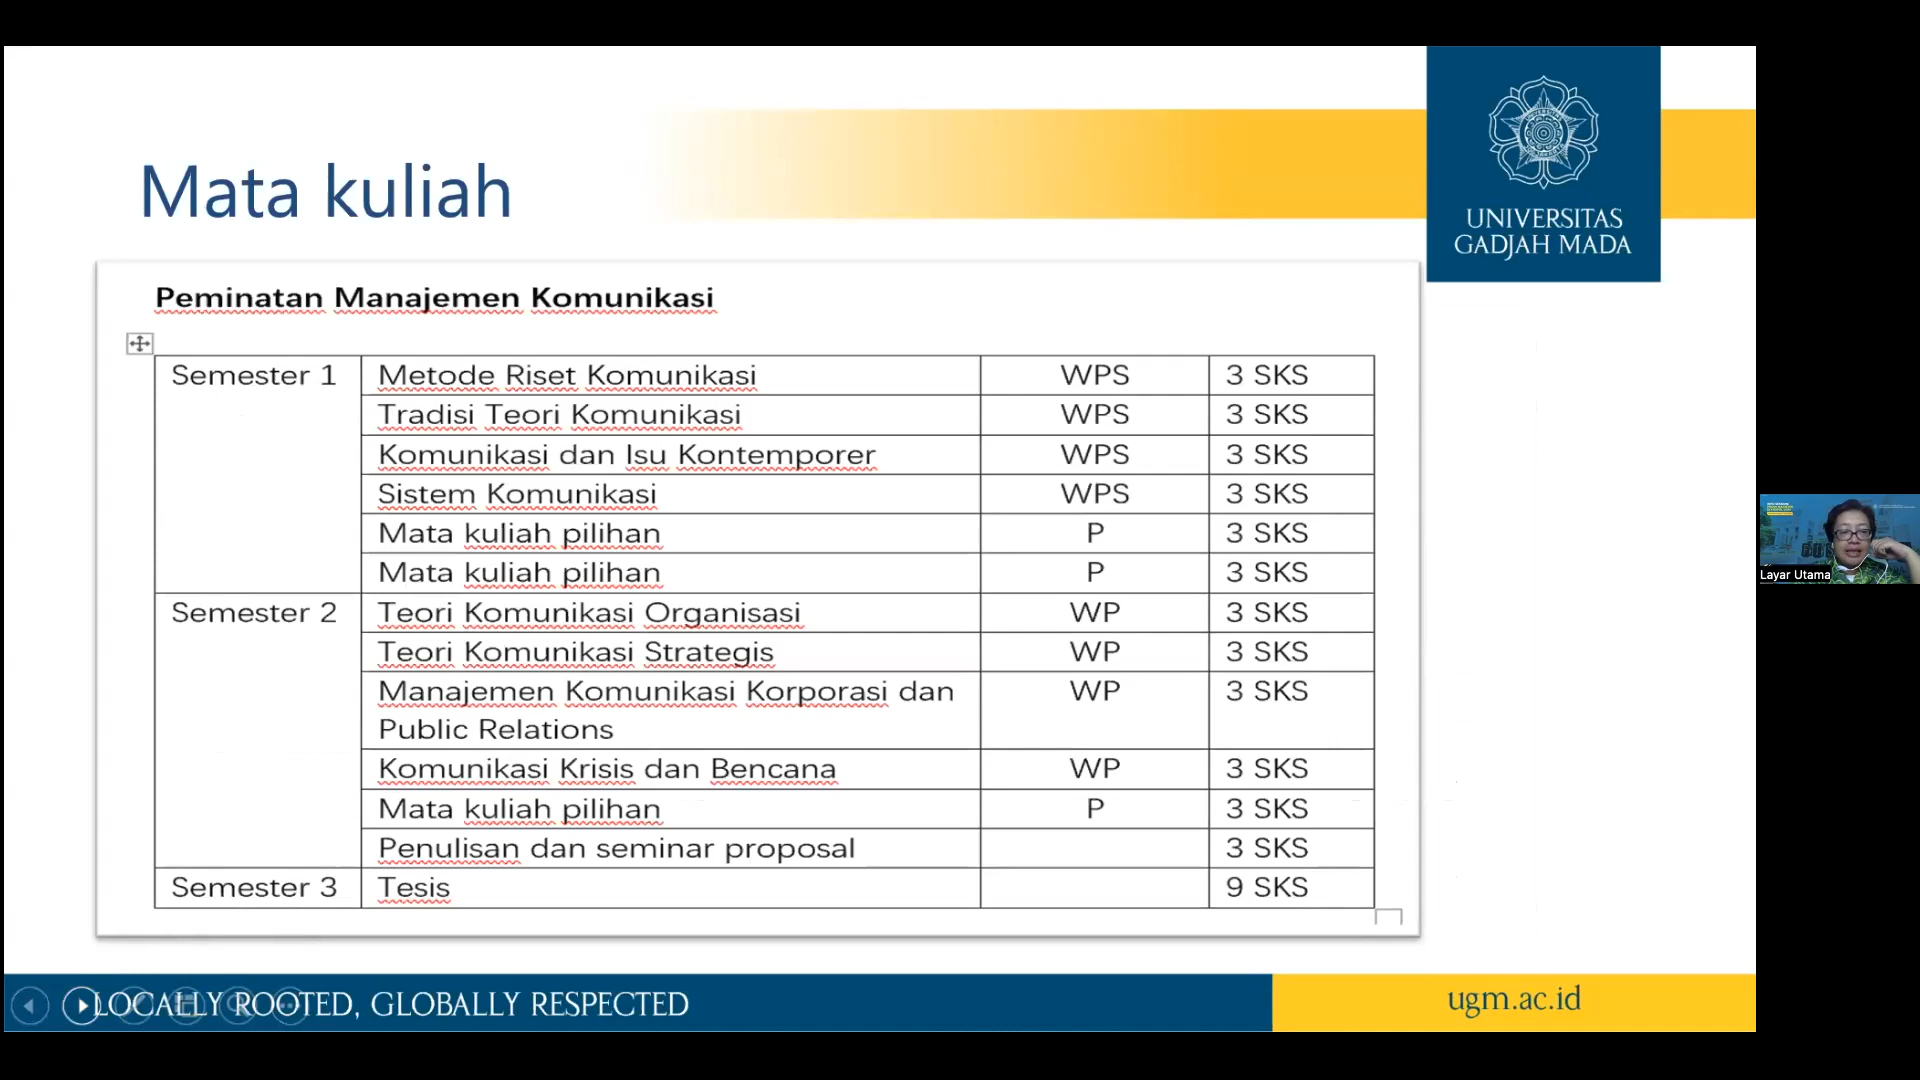 UNIVERSITAS
GADJAH MADA
Mata kuliah
Peminatan Manajemen Komunikasi
Semester 1 Metode Riset Komunikasi WPS 3 SKS
Tradisi Teori Komunikasi WPS 3 SKS
Komunikasi dan Isu Kontemporer WPS 3 SKS
Sistem Komunikasi WPS 3 SKS
Mata kuliah pilihan P 3 SKS
Mata kuliah pilihan P 3 SKS
Semester 2 Teori Komunikasi Organisasi WP 3 SKS
Teori Komunikasi Strategis WP 3 SKS
Manajemen Komunikasi Korporasi dan WP 3 SKS
Public Relations
Komunikasi Krisis dan Bencana WP 3 SKS
Mata kuliah pilihan P 3 SKS
Penulisan dan seminar proposal 3 SKS
Semester 3 Tesis 9 SKS
Layar Utama
LOCALLY ROOTED, GLOBALLY RESPECTED
ugm.ac.id